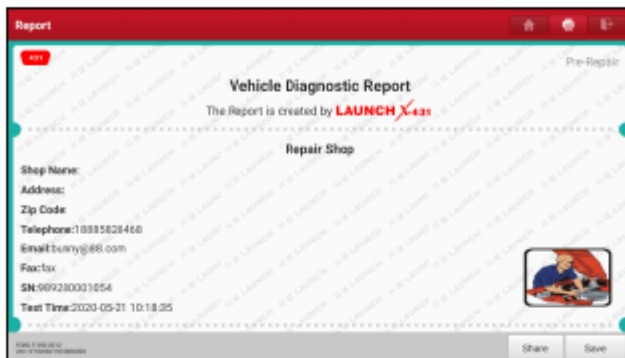 Report
431
Pre-Repair
Vehicle Diagnostic Report
The Report is created by LAUNCH X-431
Repair Shop
Shop Name:
Address:
Zip Code:
Telephone:18885828468
Email:bunny@88.com
Fax:fax
SN:989280001054
Test Time:2020-05-21 10:18:35
Share
Save